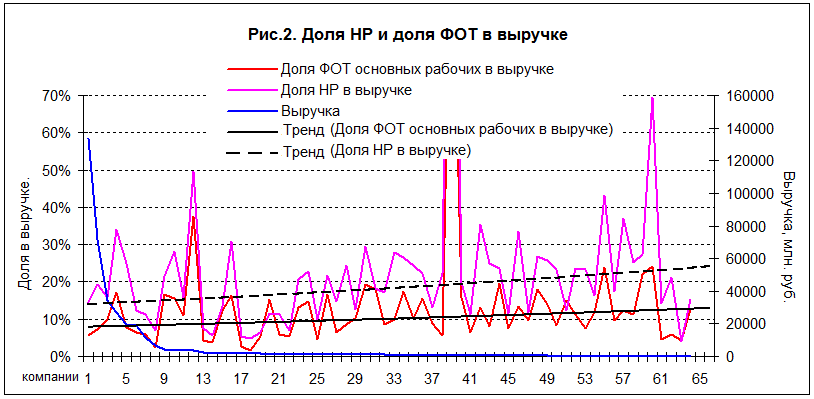 Рис.2. Доля НР и доля ФОТ в выручке
Доля ФОТ основных рабочих в выручке
Доля НР в выручке
Выручка
Тренд (Доля ФОТ основных рабочих в выручке)
Тренд (Доля НР в выручке)
Доля в выручке.
70%
60%
50%
40%
30%
20%
10%
0%
160000
140000
120000
100000
80000
60000
40000
20000
0
Выручка, млн. руб.
компании 1 5 9 13 17 21 25 29 33 37 41 45 49 53 57 61 65